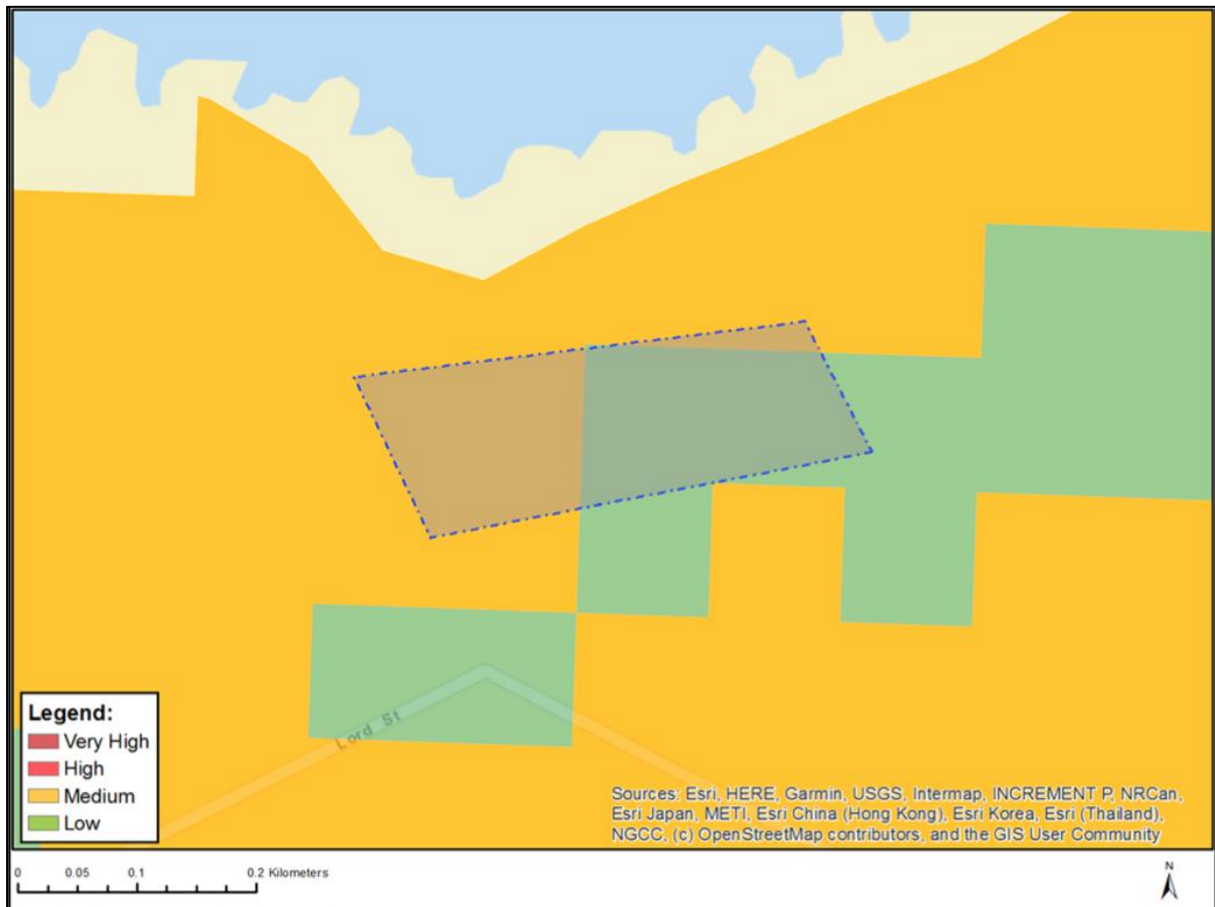 Lord St
Legend:
Very High
High
Medium
Low
Sources: Esri, HERE, Garmin, USGS, Intermap, INCREMENT P, NRCan,
Esri Japan, METI, Esri China (Hong Kong), Esri Korea, Esri (Thailand),
NGCC, (c) OpenStreetMap contributors, and the GIS User Community
0 0.05 0.1 0.2 Kilometers
N